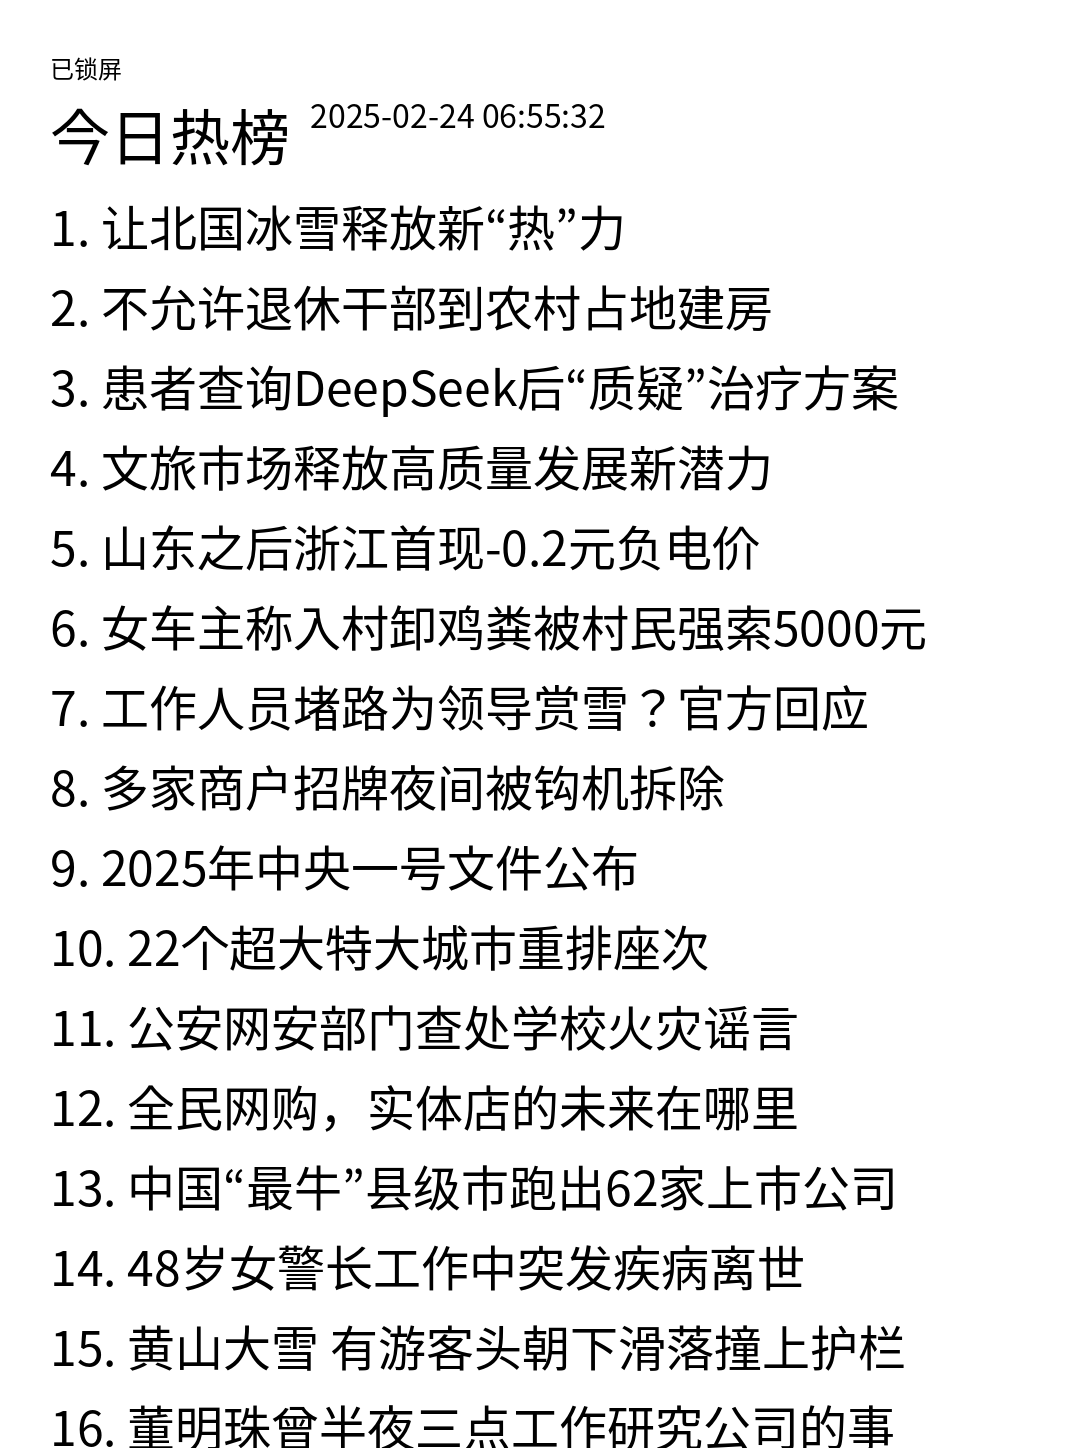 已锁屏
今日热榜 2025-02-24 06:55:32
1. 让北国冰雪释放新“热”力
2. 不允许退休干部到农村占地建房
3. 患者查询DeepSeek后“质疑”治疗方案
4. 文旅市场释放高质量发展新潜力
5. 山东之后浙江首现-0.2元负电价
6. 女车主称入村卸鸡粪被村民强索5000元
7. 工作人员堵路为领导赏雪？官方回应
8. 多家商户招牌夜间被钩机拆除
9. 2025年中央一号文件公布
10. 22个超大特大城市重排座次
11. 公安网安部门查处学校火灾谣言
12. 全民网购，实体店的未来在哪里
13. 中国“最牛”县级市跑出62家上市公司
14. 48岁女警长工作中突发疾病离世
15. 黄山大雪 有游客头朝下滑落撞上护栏
16. 董明珠曾半夜三点工作研究公司的事